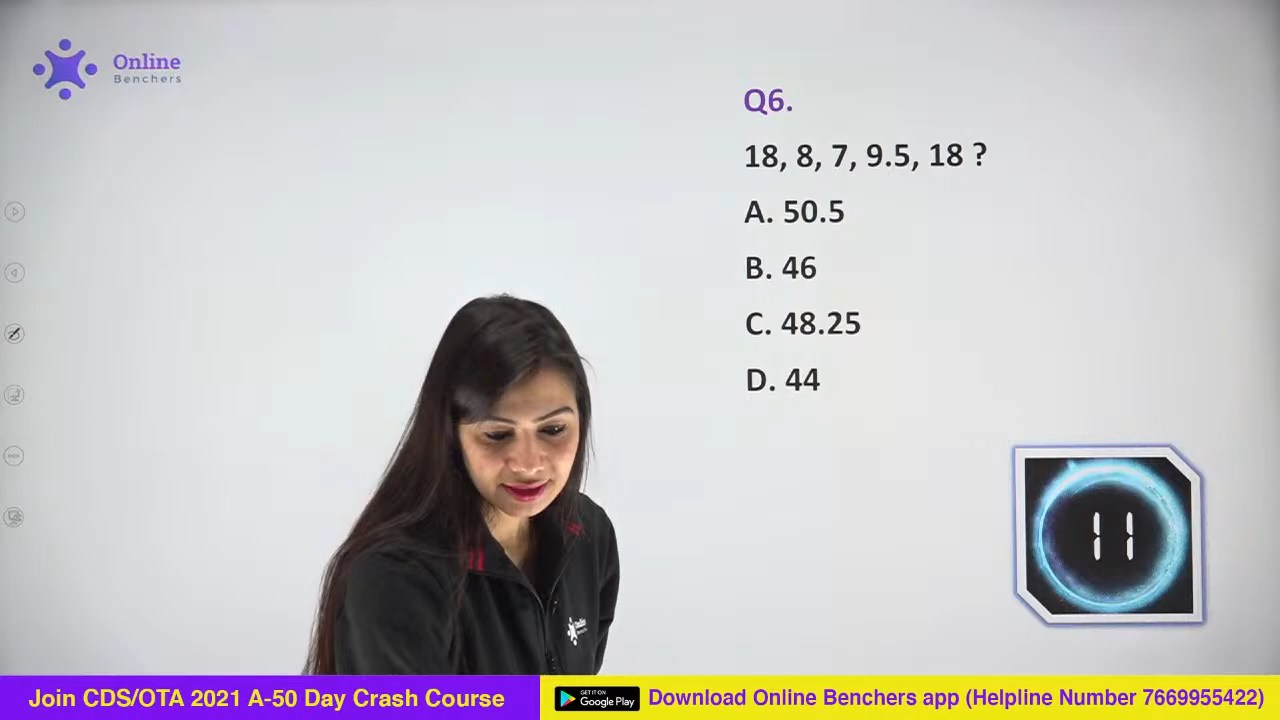 Online
Benchers
Q6.
18, 8, 7, 9.5, 18 ?
A. 50.5
B. 46
C. 48.25
D. 44
11
Join CDS/OTA 2021 A-50 Day Crash Course
GET IT ON
Google Play
Download Online Benchers app (Helpline Number 7669955422)